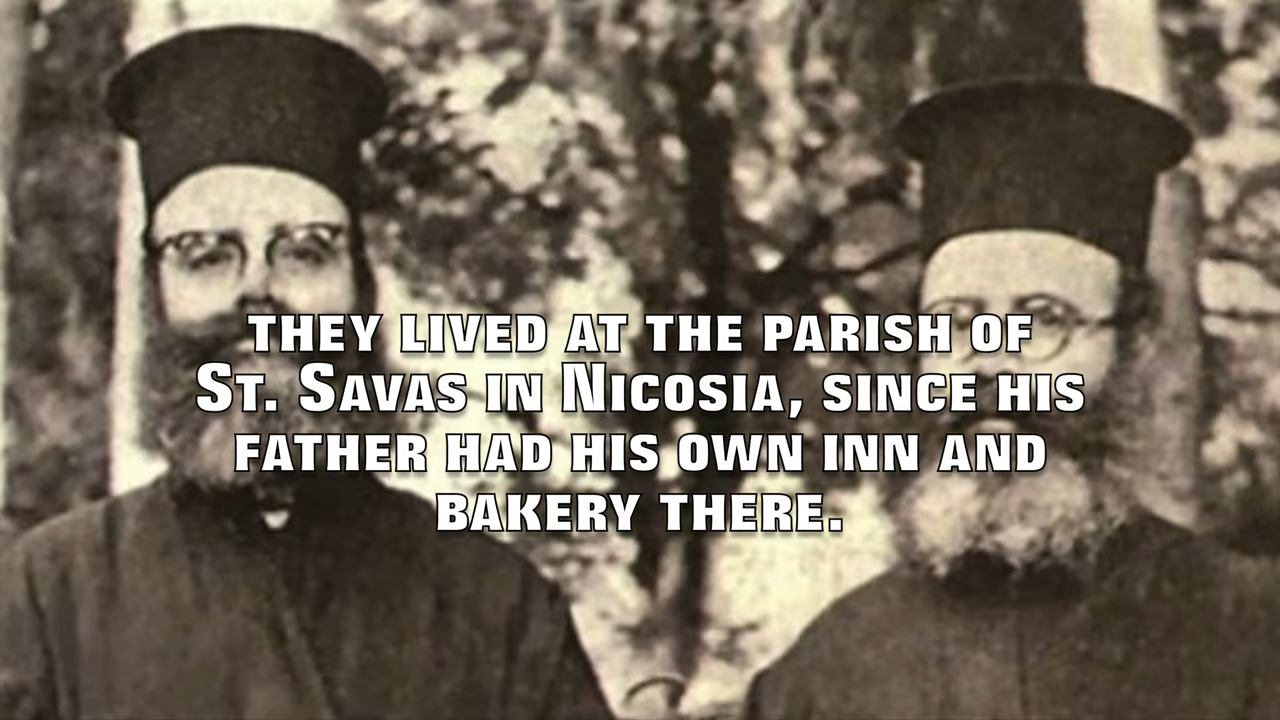 THEY LIVED AT THE PARISH OF
ST. SAVAS IN NICOSIA, SINCE HIS
FATHER HAD HIS OWN INN AND
BAKERY THERE.